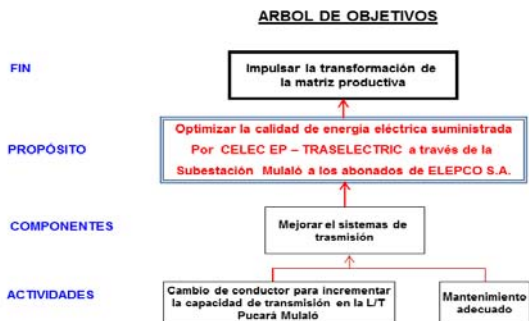 ARBOL DE OBJETIVOS
FIN
Impulsar la transformación de
la matriz productiva
PROPÓSITO
Optimizar la calidad de energía eléctrica suministrada
Por CELEC EP – TRASELECTRIC a través de la
Subestación Mulaló a los abonados de ELEPCO S.A.
COMPONENTES
Mejorar el sistemas de
trasmisión
ACTIVIDADES
Cambio de conductor para incrementar
la capacidad de transmisión en la L/T
Pucará Mulaló
Mantenimiento
adecuado